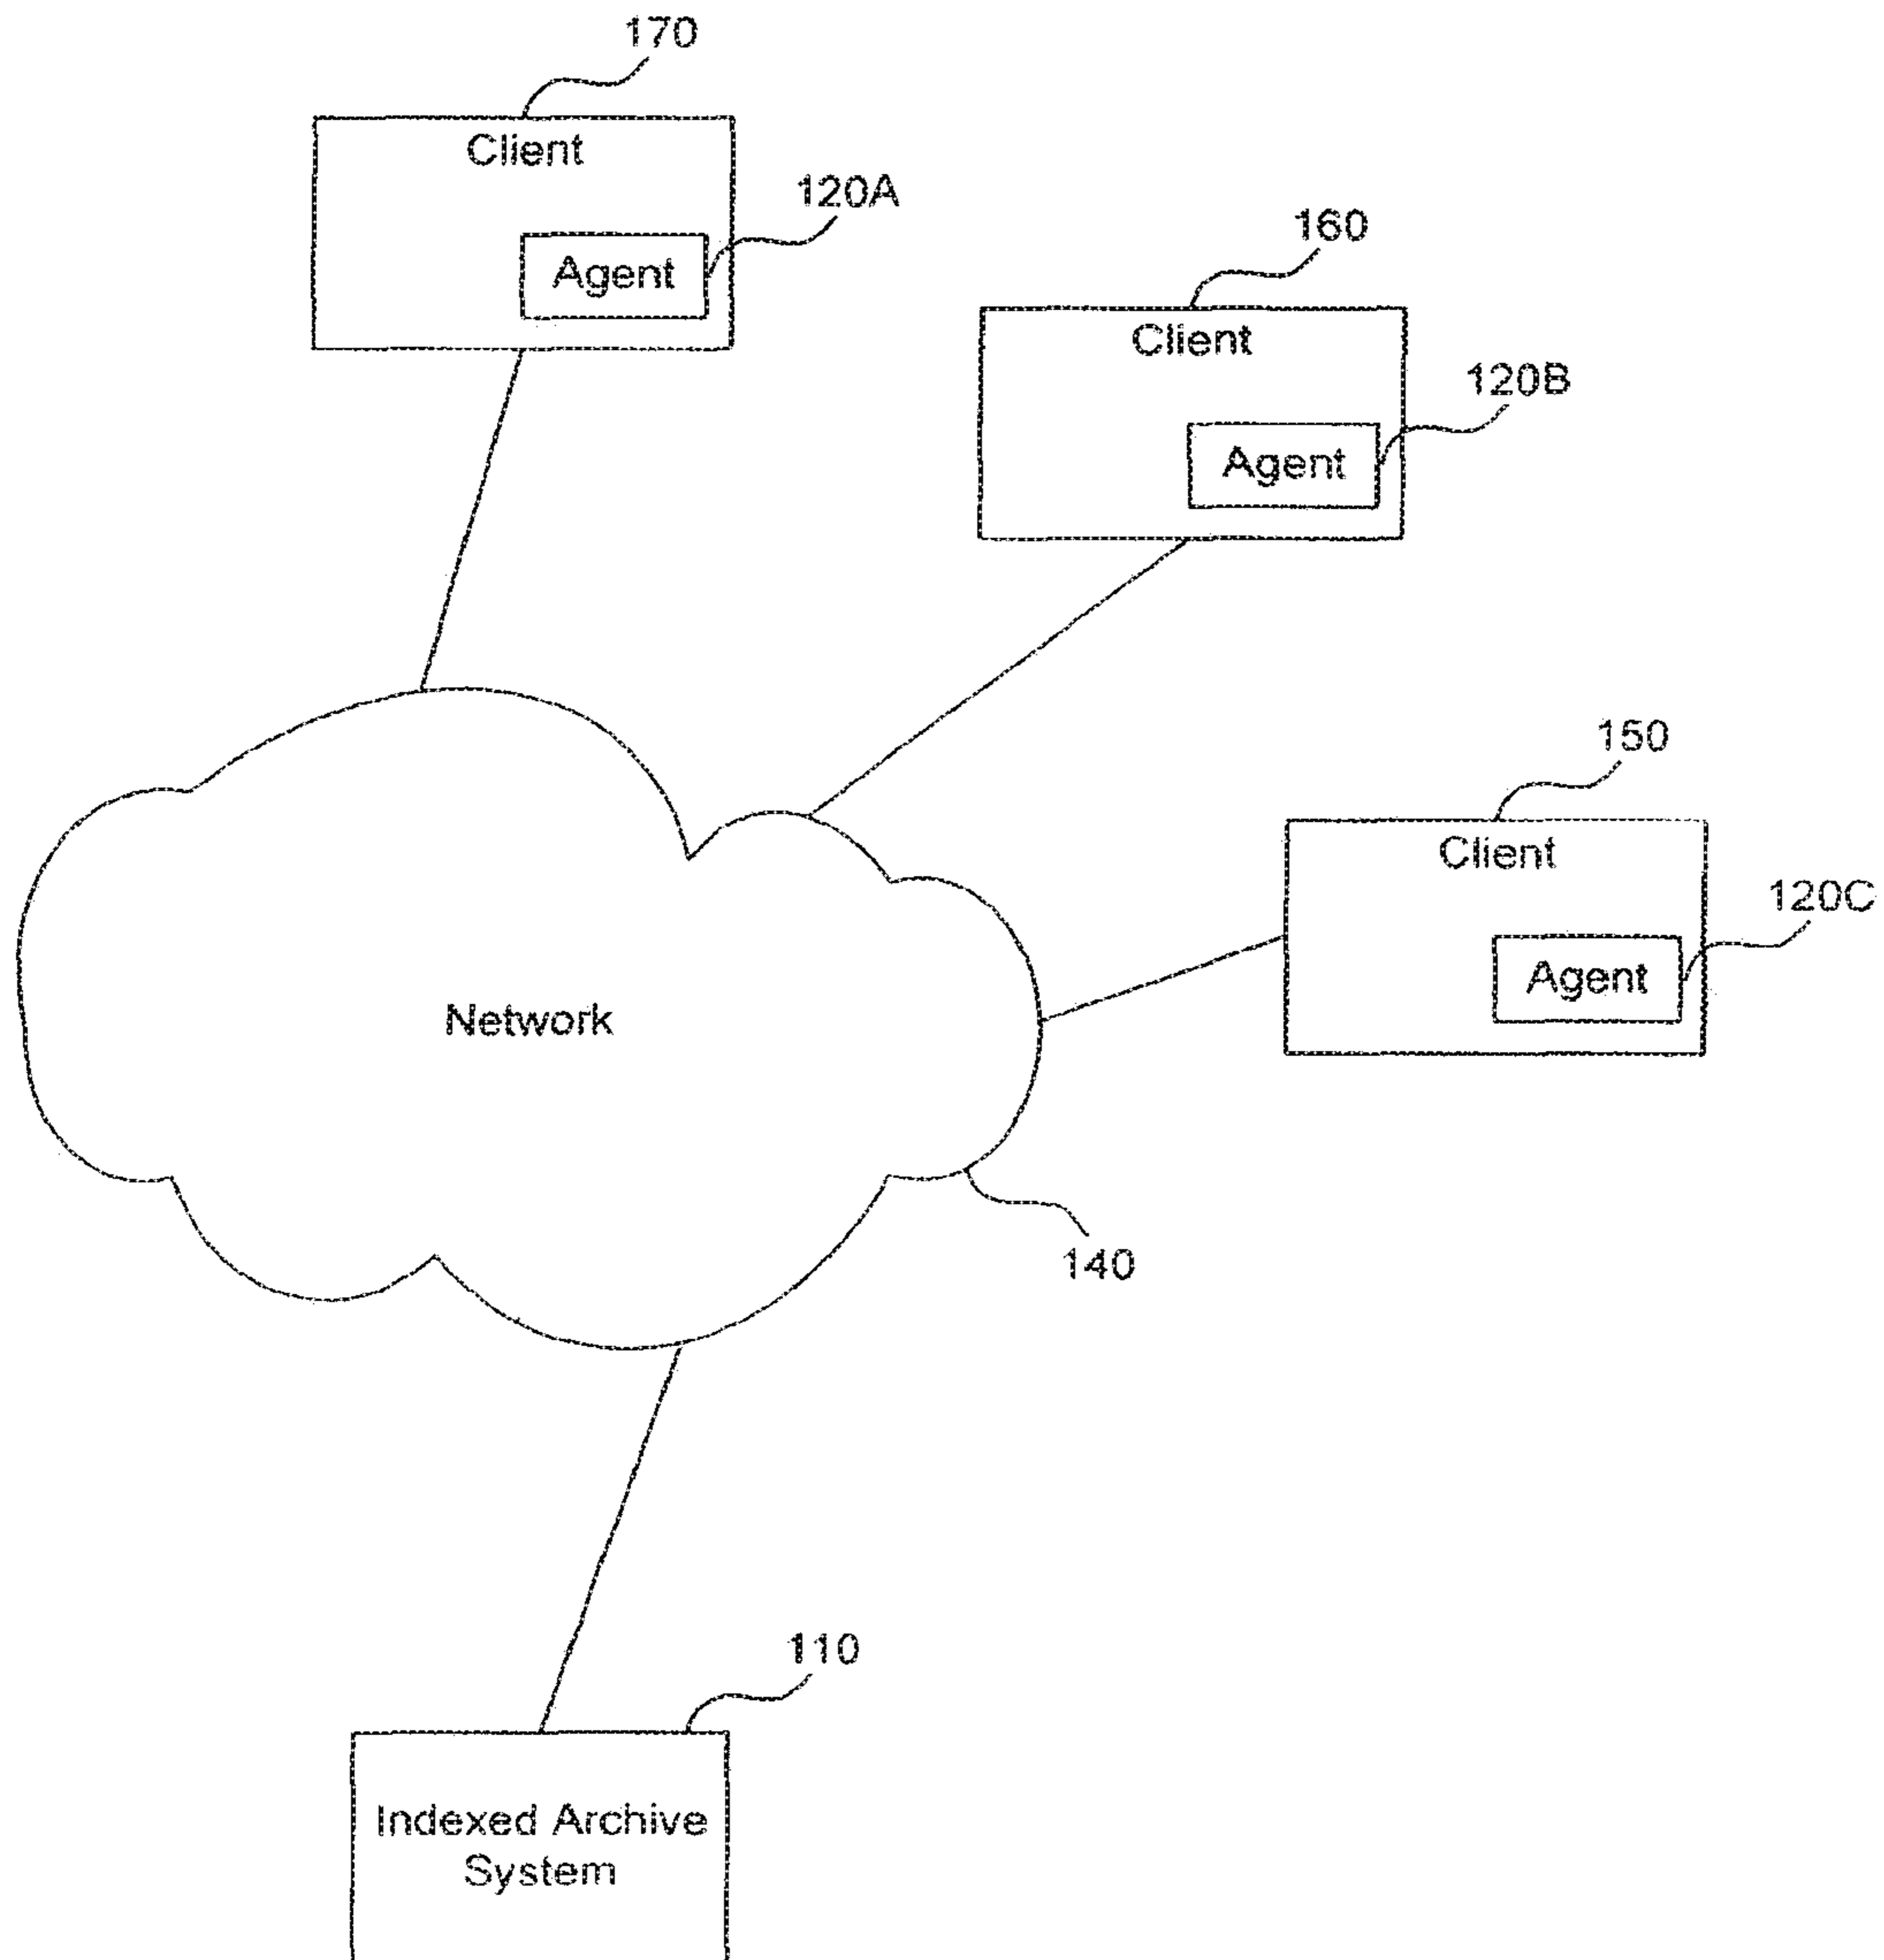 170
Client
120A
Agent
160
Client
120B
Agent
150
Client
120C
Agent
Network
140
110
Indexed Archive
System